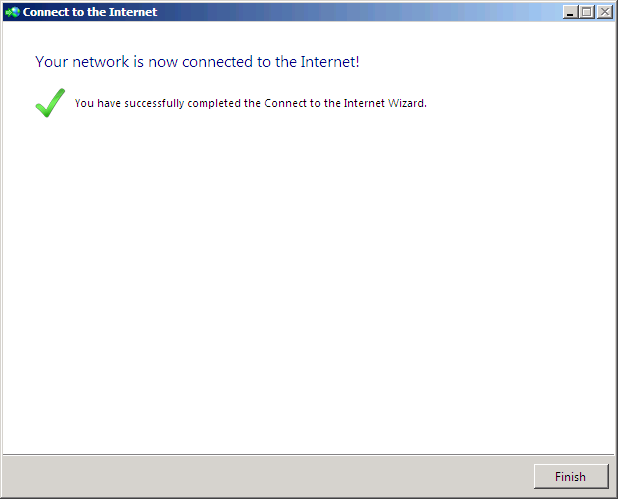 Connect to the Internet
Your network is now connected to the Internet!
You have successfully completed the Connect to the Internet Wizard.
Finish